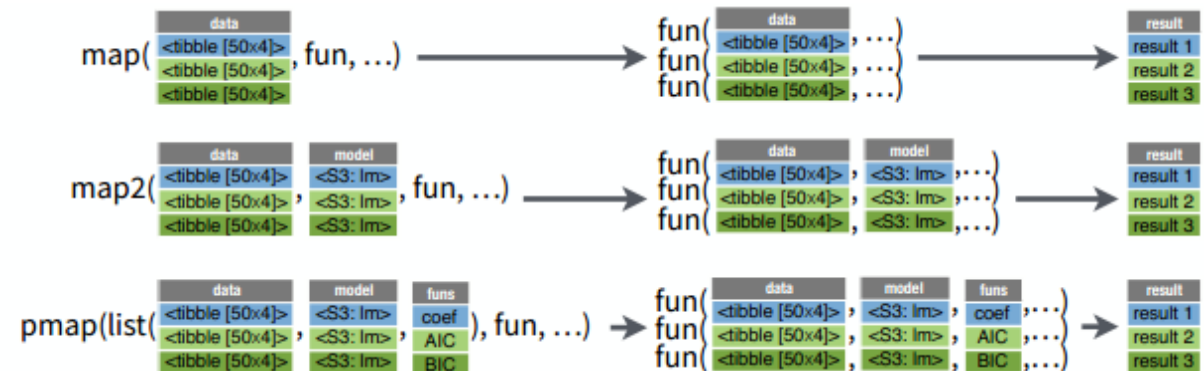 data data result
map( <tibble [50x4]> , fun, …) fun( <tibble [50x4]> , …) result 1
<tibble [50x4]> fun( <tibble [50x4]> , …) result 2
<tibble [50x4]> fun( <tibble [50x4]> , …) result 3
data model data model result
map2( <tibble [50x4]> , <S3: lm> , fun, …) fun( <tibble [50x4]> , <S3: lm> ,…) result 1
<tibble [50x4]> <S3: lm> fun( <tibble [50x4]> , <S3: lm> ,…) result 2
<tibble [50x4]> <S3: lm> fun( <tibble [50x4]> , <S3: lm> ,…) result 3
data model funs data model funs result
pmap(list( <tibble [50x4]> , <S3: lm> , coef ), fun, …) fun( <tibble [50x4]> , <S3: lm> , coef ,…) result 1
<tibble [50x4]> <S3: lm> AIC fun( <tibble [50x4]> , <S3: lm> , AIC ,…) result 2
<tibble [50x4]> <S3: lm> BIC fun( <tibble [50x4]> , <S3: lm> , BIC ,…) result 3